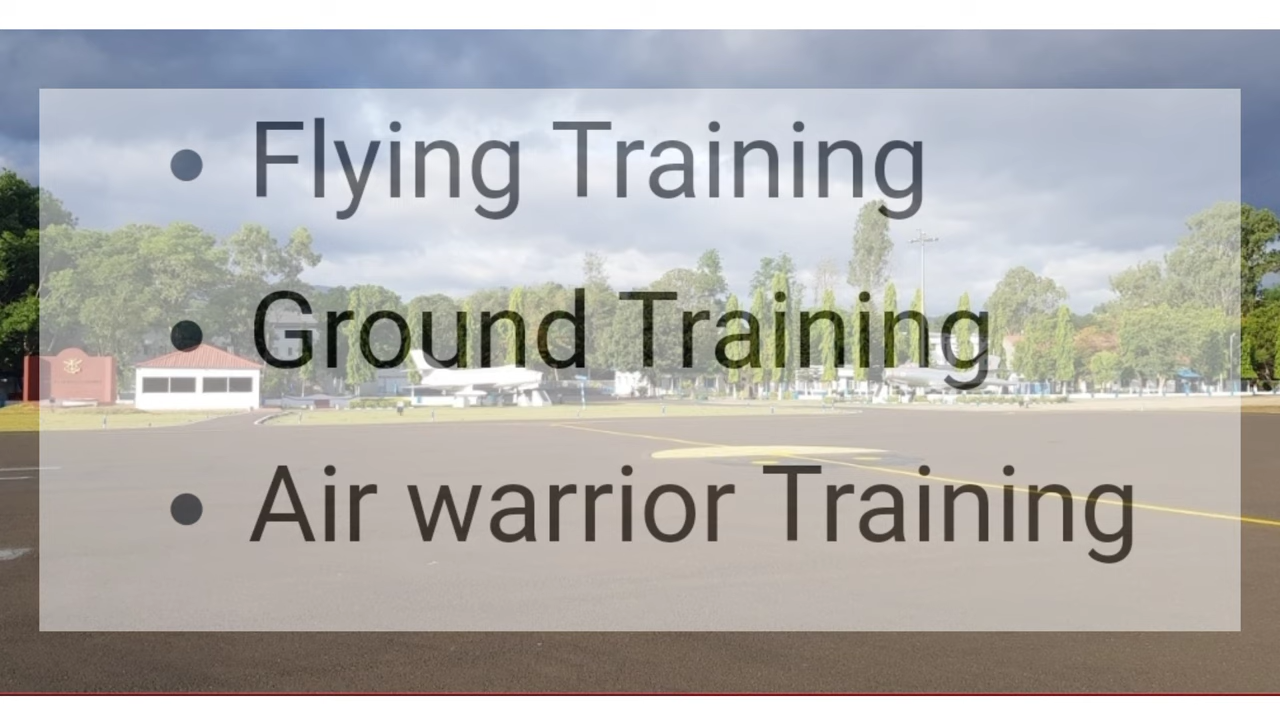 • Flying Training
• Ground Training
• Air warrior Training